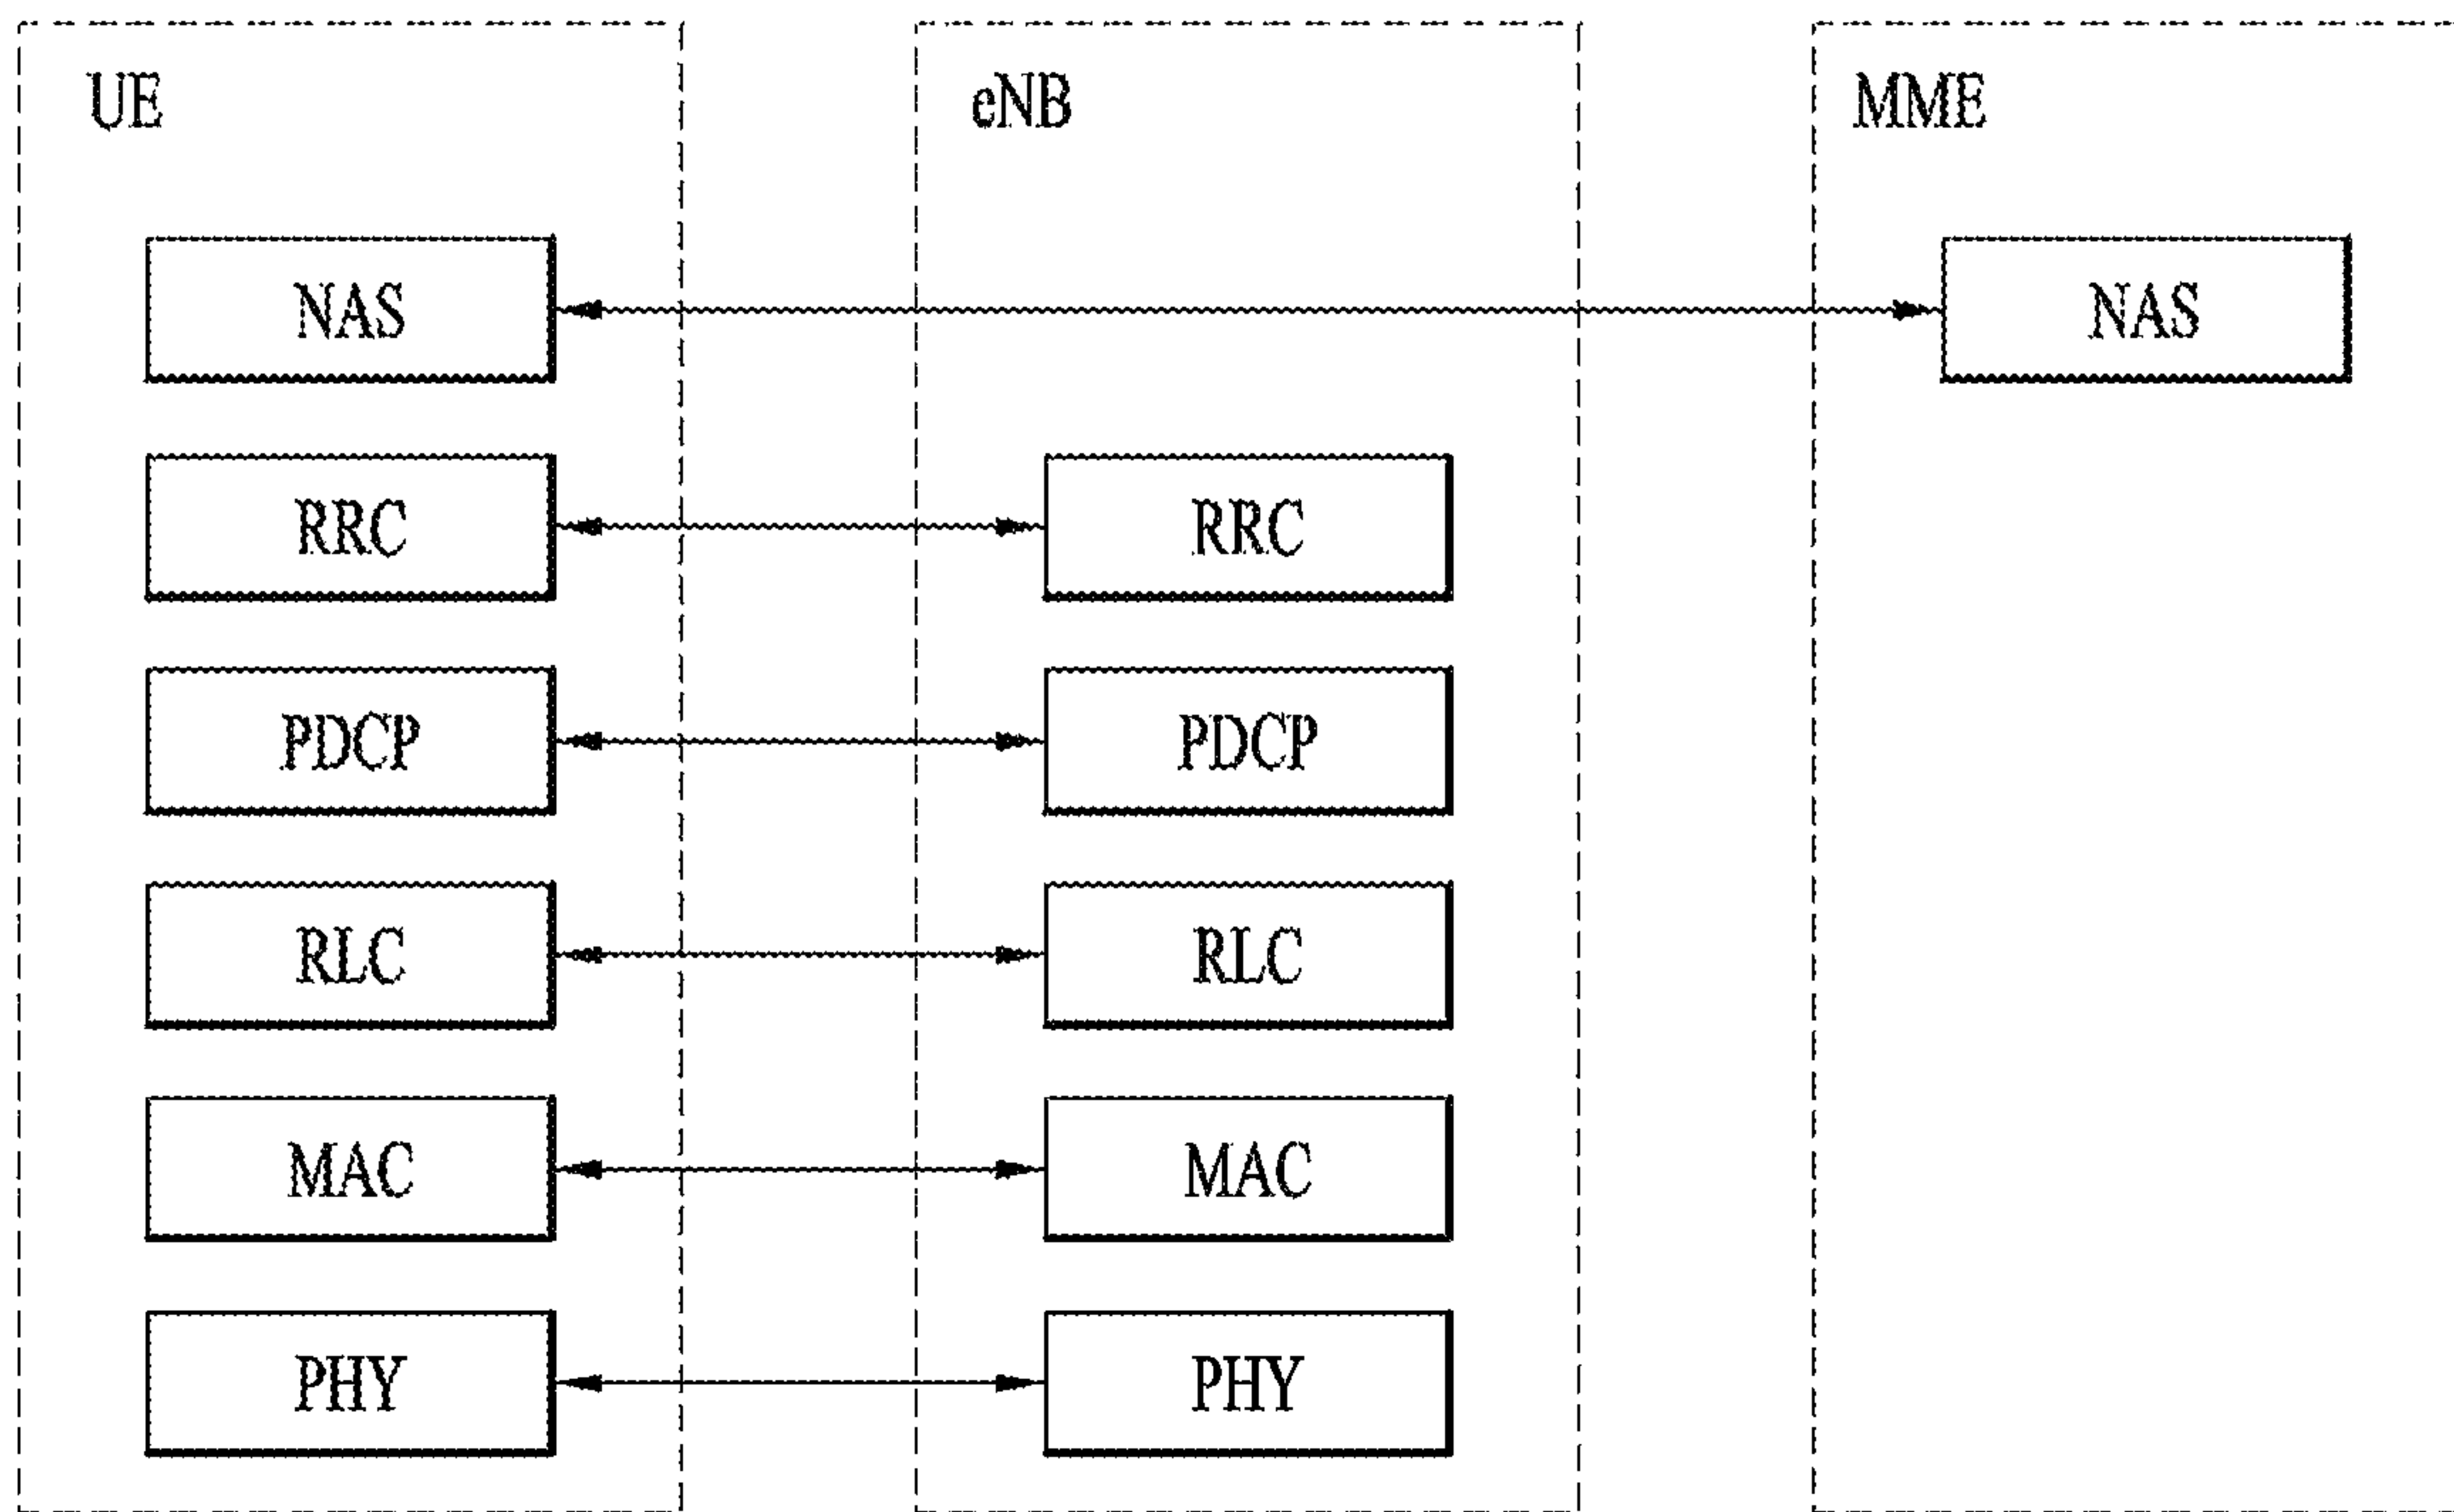 UE
eNB
MME
NAS
NAS
RRC
RRC
PDCP
PDCP
RLC
RLC
MAC
MAC
PHY
PHY